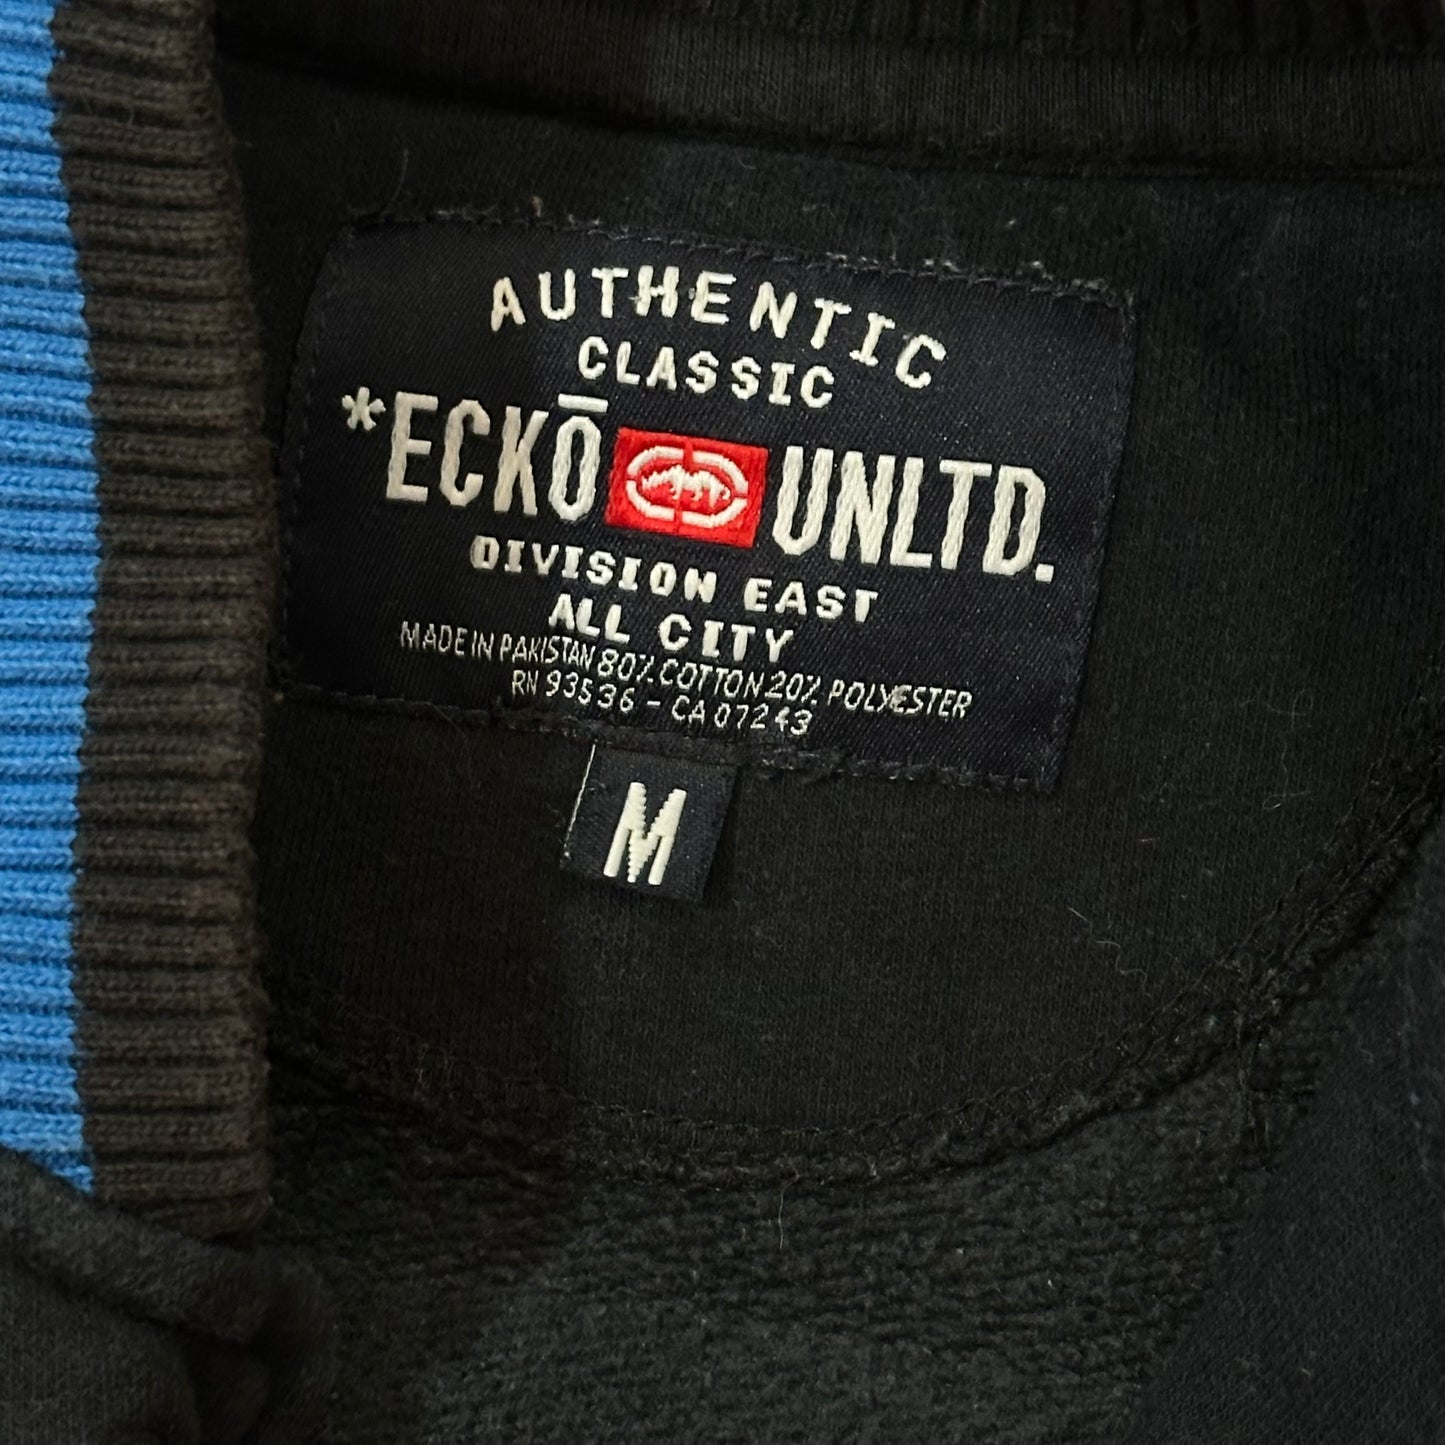 AUTHENTIC
CLASSIC
*ECKŌ UNLTD.
DIVISION EAST
ALL CITY
MADE IN PAKISTAN 80% COTTON 20% POLYESTER
RN 93536 - CA 07243
M